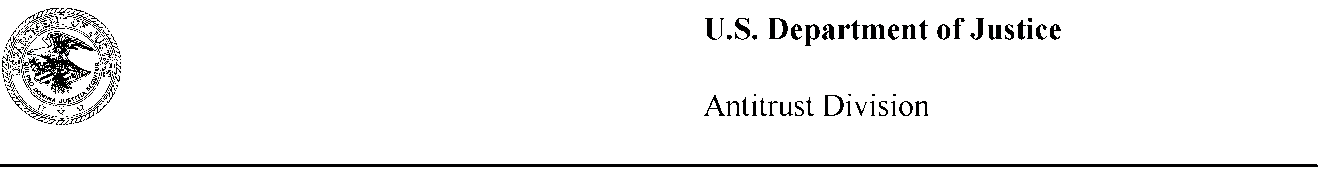 U.S. Department of Justice
Antitrust Division